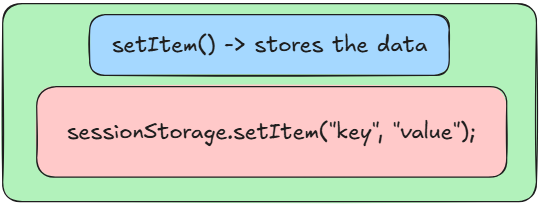 setItem() -> stores the data
sessionStorage.setItem("key", "value");